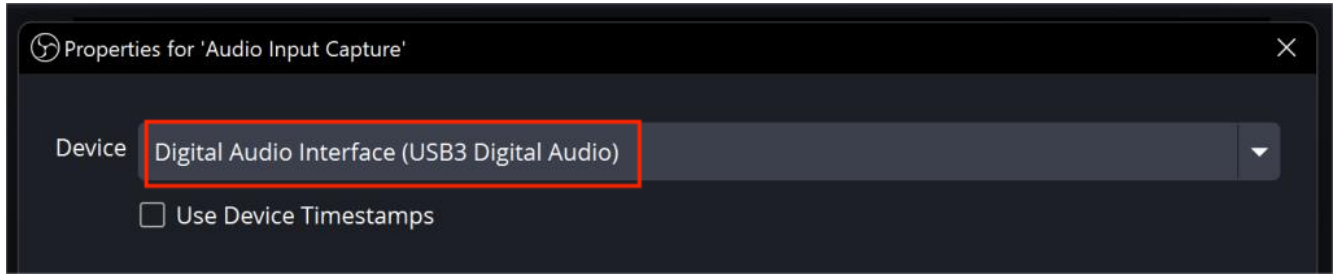 Properties for 'Audio Input Capture'
Device Digital Audio Interface (USB3 Digital Audio)
Use Device Timestamps